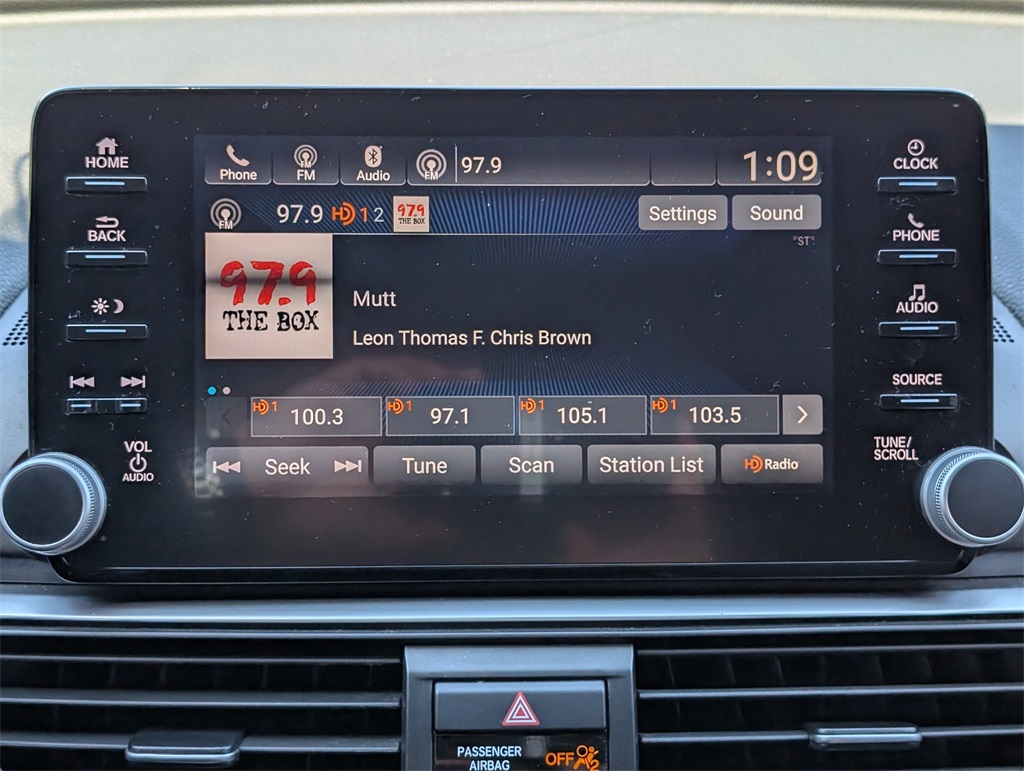 HOME
BACK
VOL
AUDIO
Phone
FM
FM
Audio
FM
97.9
1:09
FM
97.9 HD 1 2
97.9
THE BOX
Settings
Sound
"ST"
97.9
THE BOX
Mutt
Leon Thomas F. Chris Brown
HD 1 100.3
HD 1 97.1
HD 1 105.1
HD 1 103.5
Seek
Tune
Scan
Station List
HD Radio
CLOCK
PHONE
AUDIO
SOURCE
TUNE/
SCROLL
PASSENGER
AIRBAG
OFF
2